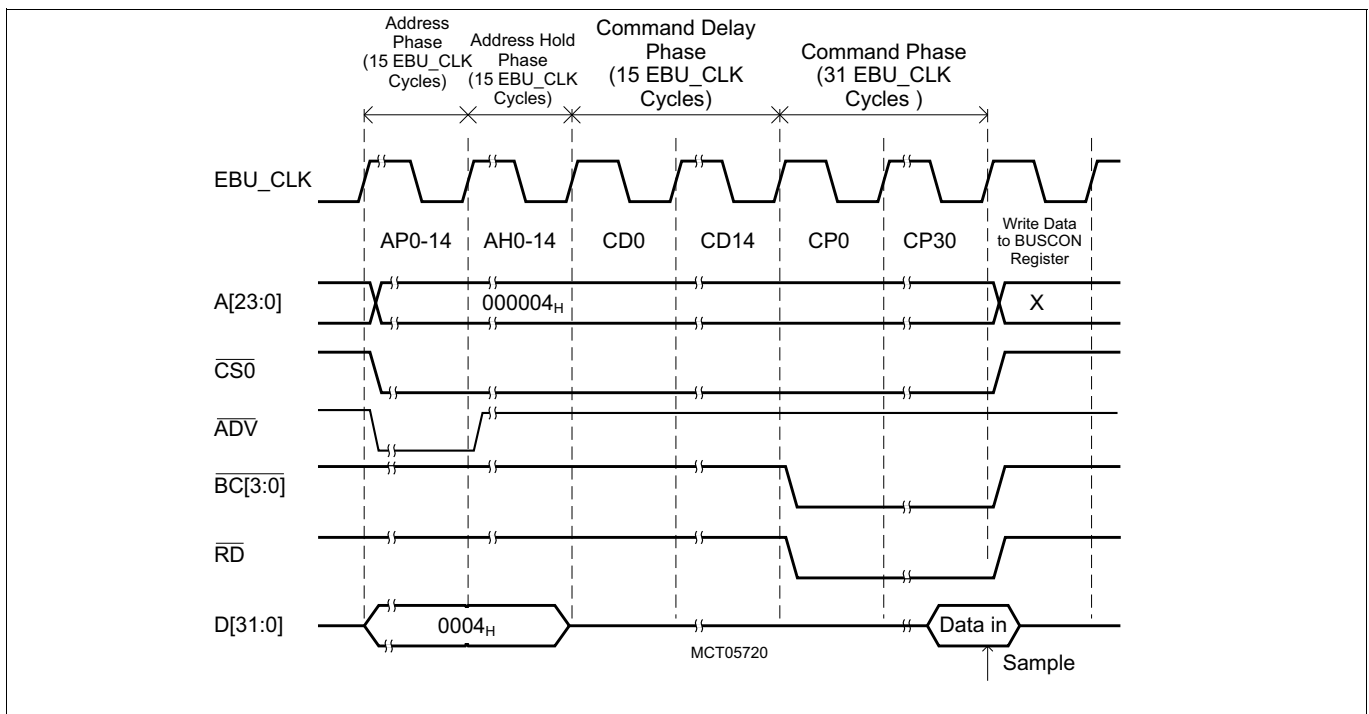 Address
Phase
(15 EBU_CLK
Cycles)
Address Hold
Phase
(15 EBU_CLK
Cycles)
Command Delay
Phase
(15 EBU_CLK
Cycles)
Command Phase
(31 EBU_CLK
Cycles )
EBU_CLK
AP0-14 AH0-14 CD0 CD14 CP0 CP30
Write Data
to BUSCON
Register
A[23:0] 000004H X
CS0
ADV
BC[3:0]
RD
D[31:0] 0004H Data in
MCT05720
Sample